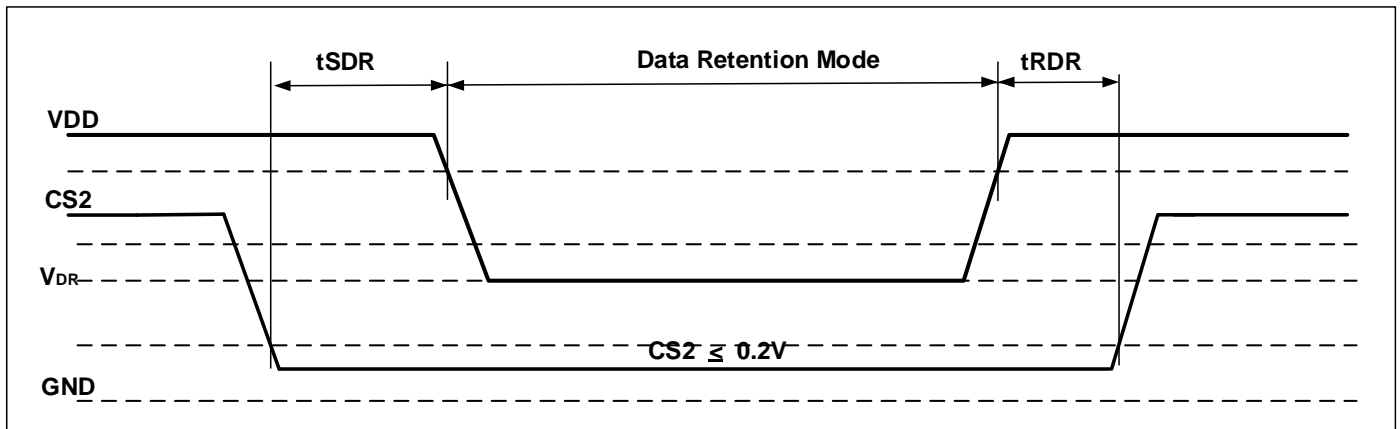 tSDR
Data Retention Mode
tRDR
VDD
CS2
VDR
CS2 ≤ 0.2V
GND